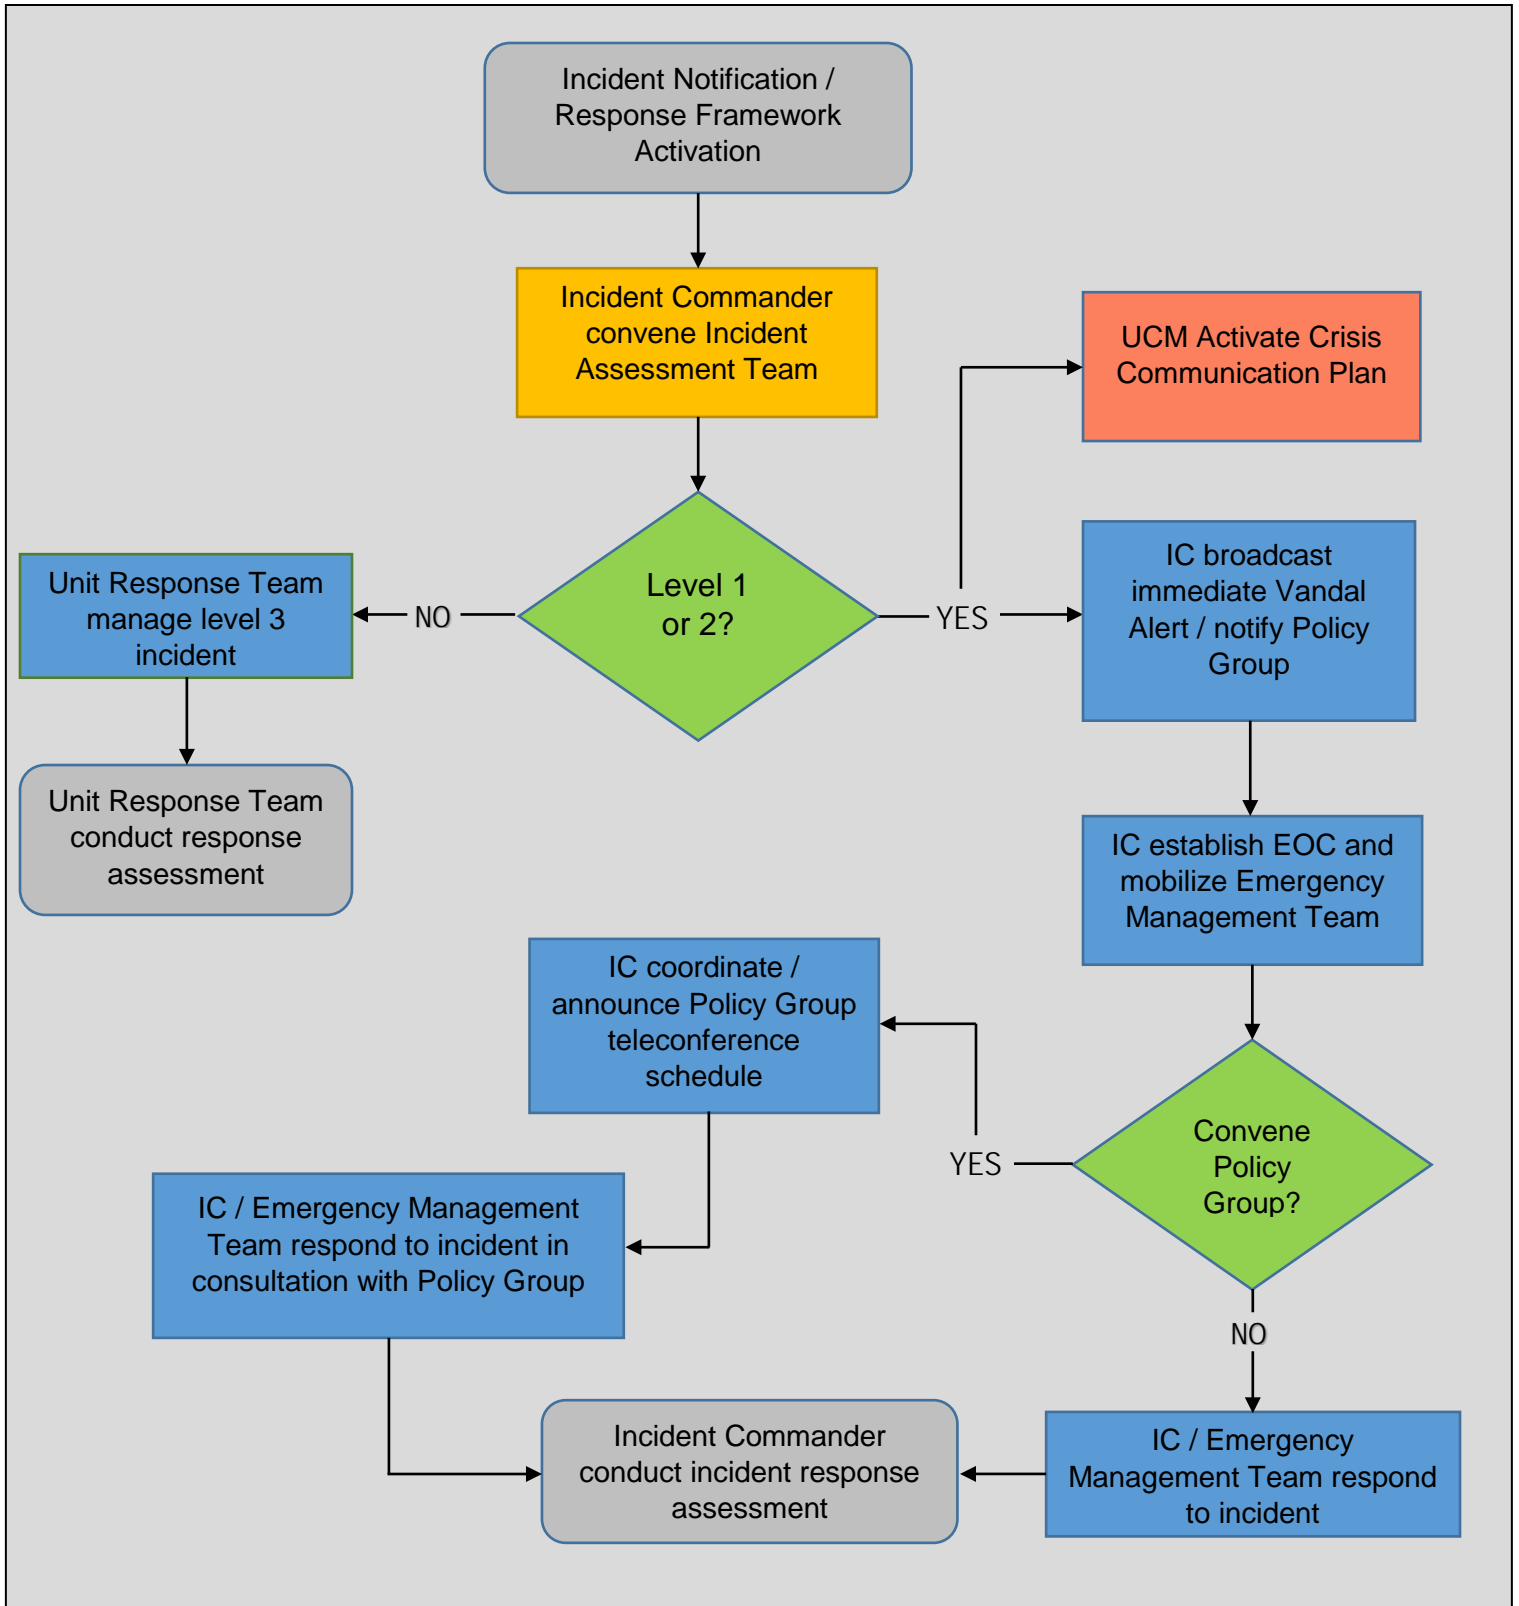 Incident Notification /
Response Framework
Activation
Incident Commander
convene Incident
Assessment Team
UCM Activate Crisis
Communication Plan
Level 1
or 2?
NO
YES
Unit Response Team
manage level 3
incident
IC broadcast
immediate Vandal
Alert / notify Policy
Group
Unit Response Team
conduct response
assessment
IC establish EOC and
mobilize Emergency
Management Team
IC coordinate /
announce Policy Group
teleconference
schedule
Convene
Policy
Group?
YES
IC / Emergency Management
Team respond to incident in
consultation with Policy Group
NO
Incident Commander
conduct incident response
assessment
IC / Emergency
Management Team respond
to incident